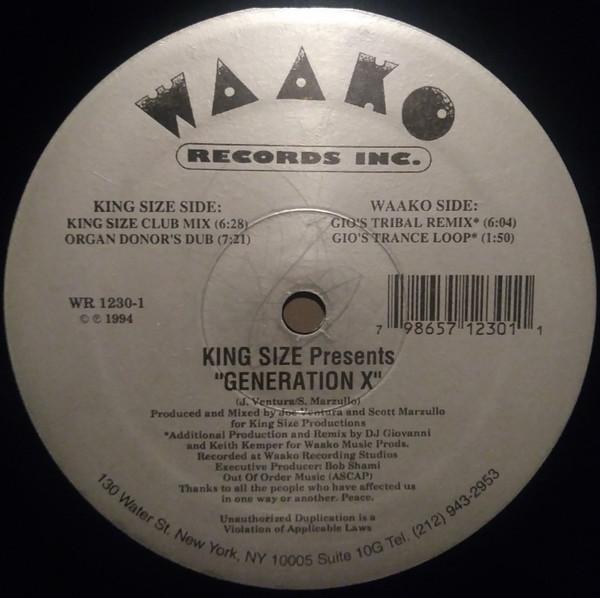 WAAKO
RECORDS INC.
KING SIZE SIDE:
KING SIZE CLUB MIX (6:28)
ORGAN DONOR'S DUB (7:21)
WAAKO SIDE:
GIO'S TRIBAL REMIX* (6:04)
GIO'S TRANCE LOOP* (1:50)
WR 1230-1
© ℗ 1994
7 98657 12301 1
KING SIZE Presents
"GENERATION X"
(J. Ventura/S. Marzullo)
Produced and Mixed by Joe Ventura and Scott Marzullo
for King Size Productions
*Additional Production and Remix by DJ Giovanni
and Keith Kemper for Waako Music Prods.
Recorded at Waako Recording Studios
Executive Producer: Bob Shami
Out Of Order Music (ASCAP)
Thanks to all the people who have affected us
in one way or another. Peace.
Unauthorized Duplication is a
Violation of Applicable Laws
130 Water St. New York, NY 10005 Suite 10G Tel. (212) 943-2953